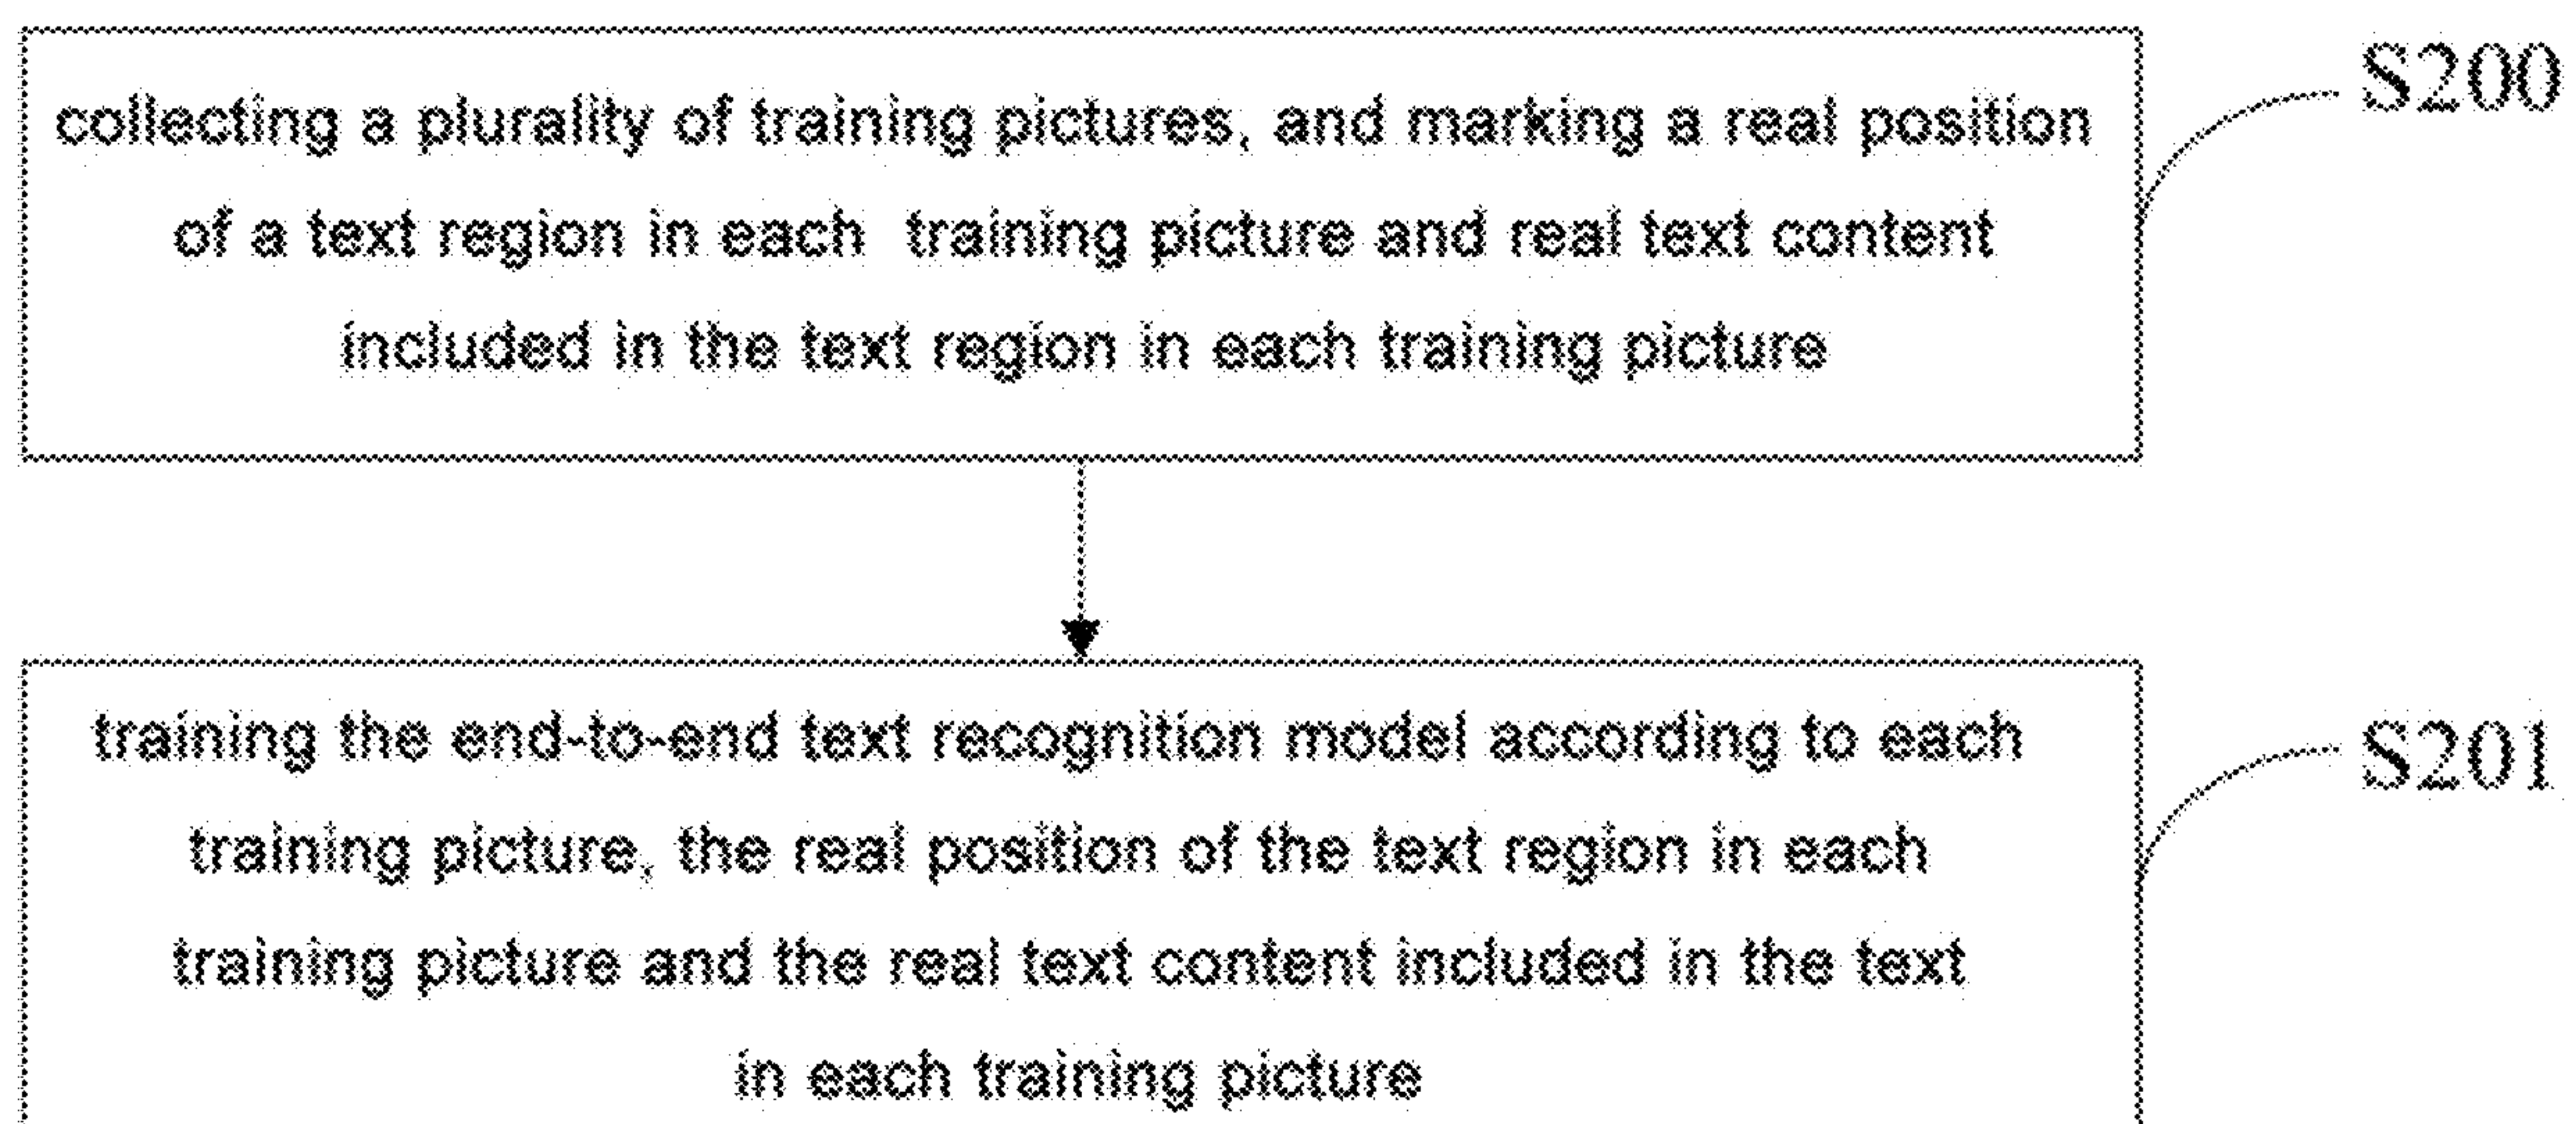 collecting a plurality of training pictures, and marking a real position
of a text region in each training picture and real text content
included in the text region in each training picture
S200
training the end-to-end text recognition model according to each
training picture, the real position of the text region in each
training picture and the real text content included in the text
in each training picture
S201